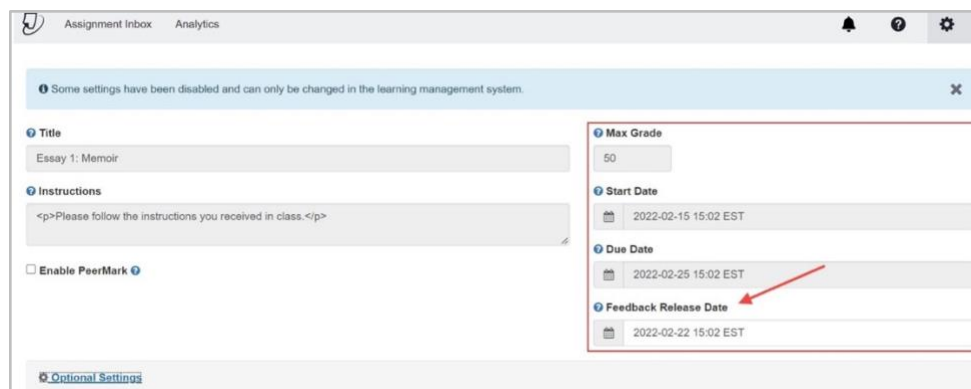 Assignment Inbox Analytics
Some settings have been disabled and can only be changed in the learning management system.
Title
Essay 1: Memoir
Instructions
<p>Please follow the instructions you received in class.</p>
Enable PeerMark
Max Grade
50
Start Date
2022-02-15 15:02 EST
Due Date
2022-02-25 15:02 EST
Feedback Release Date
2022-02-22 15:02 EST
Optional Settings